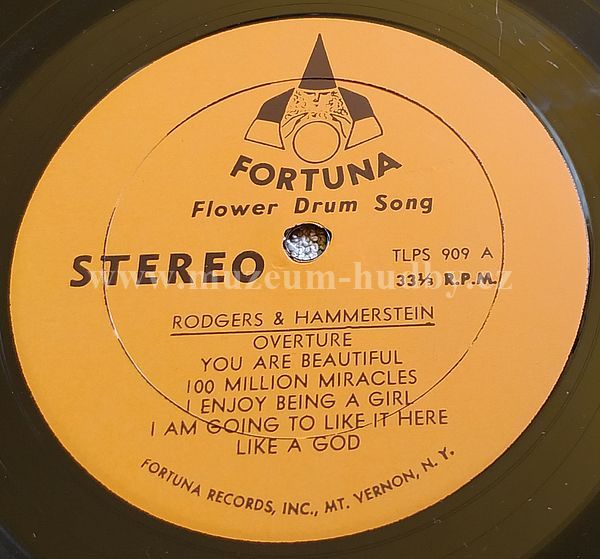 FORTUNA
Flower Drum Song
STEREO
TLPS 909 A
33⅓ R.P.M.
www.muzeum-hudby.cz
RODGERS & HAMMERSTEIN
OVERTURE
YOU ARE BEAUTIFUL
100 MILLION MIRACLES
I ENJOY BEING A GIRL
I AM GOING TO LIKE IT HERE
LIKE A GOD
FORTUNA RECORDS, INC., MT. VERNON, N. Y.